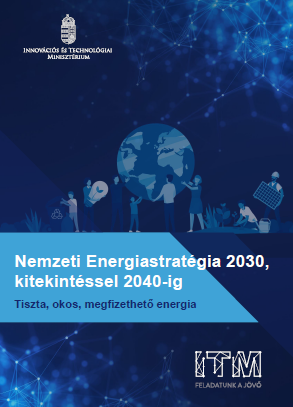 INNOVÁCIÓS ÉS TECHNOLÓGIAI
MINISZTÉRIUM
Nemzeti Energiastratégia 2030,
kitekintéssel 2040-ig
Tiszta, okos, megfizethető energia
ITM
FELADATUNK A JÖVŐ